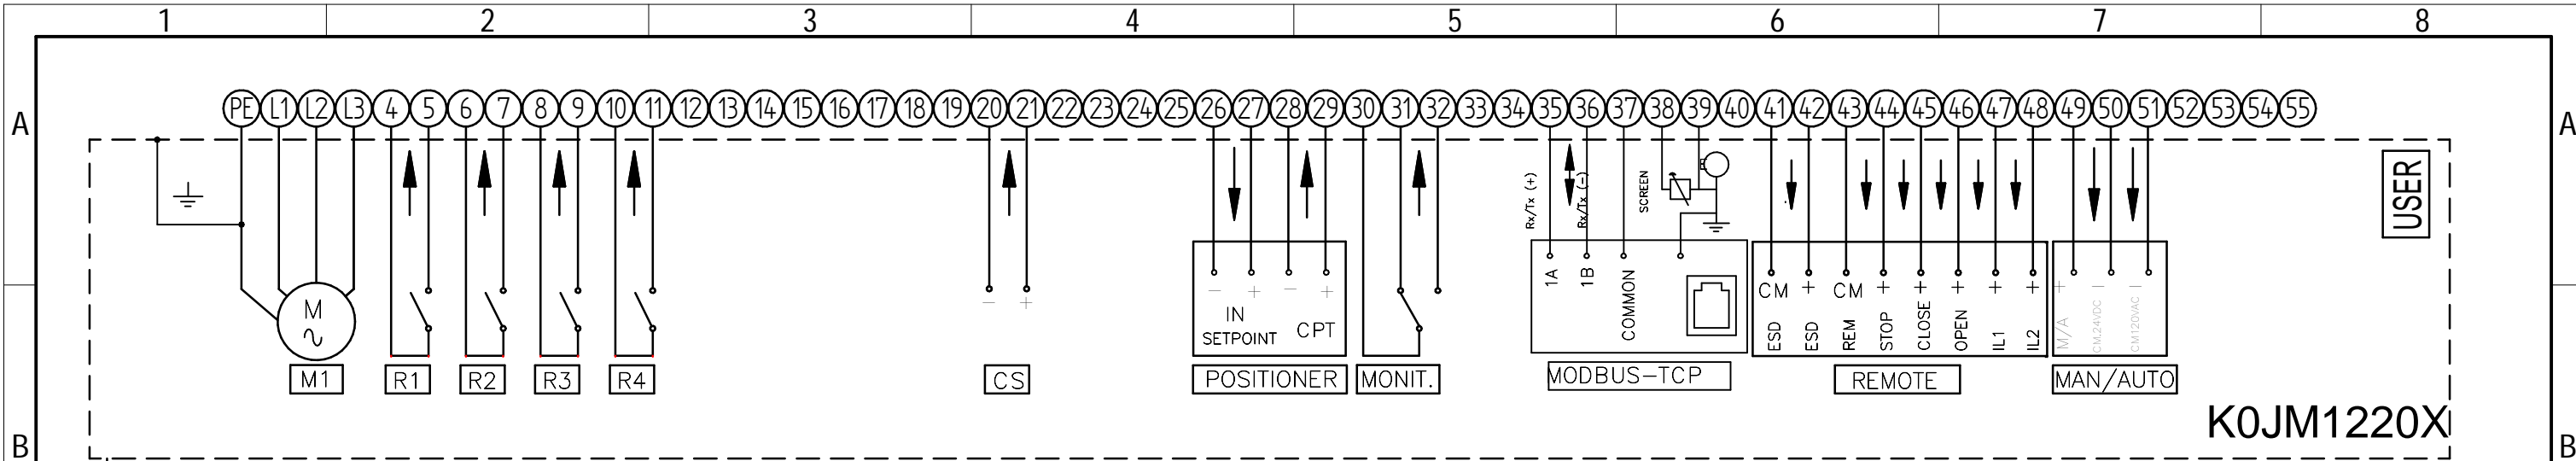 1 2 3 4 5 6 7 8
A A
PE L1 L2 L3 4 5 6 7 8 9 10 11 12 13 14 15 16 17 18 19 20 21 22 23 24 25 26 27 28 29 30 31 32 33 34 35 36 37 38 39 40 41 42 43 44 45 46 47 48 49 50 51 52 53 54 55
USER
Rx/Tx (+)
Rx/Tx (-)
SCREEN
M
- +
- + - +
IN
SETPOINT
CPT
1A
1B
COMMON
CM + CM + + + + +
ESD
ESD
REM
STOP
CLOSE
OPEN
IL1
IL2
+ - -
M/A
CM24VDC
CM120VAC
M1
R1
R2
R3
R4
CS
POSITIONER
MONIT.
MODBUS-TCP
REMOTE
MAN/AUTO
K0JM1220X
B B